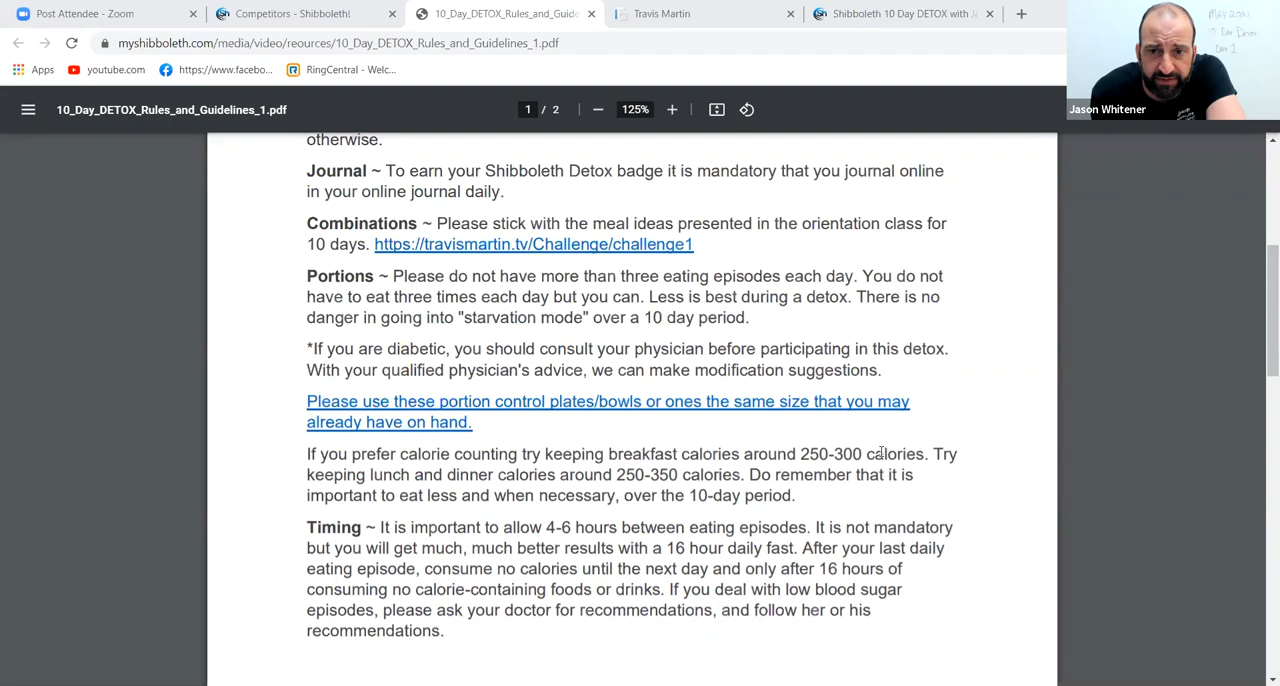 Post Attendee - Zoom
Competitors - Shibboleth!
10_Day_DETOX_Rules_and_Guide
Travis Martin
Shibboleth 10 Day DETOX with J
myshibboleth.com/media/video/reources/10_Day_DETOX_Rules_and_Guidelines_1.pdf
Apps
youtube.com
https://www.facebo...
RingCentral - Welc...
MAY 2021
10 Day Detox
DAY 1
Jason Whitener
10_Day_DETOX_Rules_and_Guidelines_1.pdf
1 / 2
125%
otherwise.
Journal ~ To earn your Shibboleth Detox badge it is mandatory that you journal online
in your online journal daily.
Combinations ~ Please stick with the meal ideas presented in the orientation class for
10 days. https://travismartin.tv/Challenge/challenge1
Portions ~ Please do not have more than three eating episodes each day. You do not
have to eat three times each day but you can. Less is best during a detox. There is no
danger in going into "starvation mode" over a 10 day period.
*If you are diabetic, you should consult your physician before participating in this detox.
With your qualified physician's advice, we can make modification suggestions.
Please use these portion control plates/bowls or ones the same size that you may
already have on hand.
If you prefer calorie counting try keeping breakfast calories around 250-300 calories. Try
keeping lunch and dinner calories around 250-350 calories. Do remember that it is
important to eat less and when necessary, over the 10-day period.
Timing ~ It is important to allow 4-6 hours between eating episodes. It is not mandatory
but you will get much, much better results with a 16 hour daily fast. After your last daily
eating episode, consume no calories until the next day and only after 16 hours of
consuming no calorie-containing foods or drinks. If you deal with low blood sugar
episodes, please ask your doctor for recommendations, and follow her or his
recommendations.